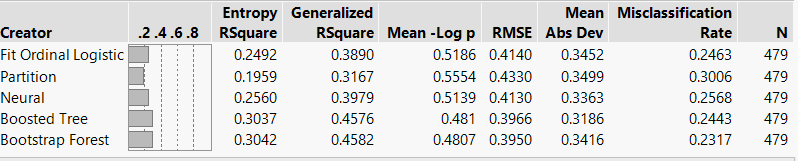 Entropy Generalized Mean Misclassification
Creator .2 .4 .6 .8 RSquare RSquare Mean -Log p RMSE Abs Dev Rate N
Fit Ordinal Logistic 0.2492 0.3890 0.5186 0.4140 0.3452 0.2463 479
Partition 0.1959 0.3167 0.5554 0.4330 0.3499 0.3006 479
Neural 0.2560 0.3979 0.5139 0.4130 0.3363 0.2568 479
Boosted Tree 0.3037 0.4576 0.481 0.3966 0.3186 0.2443 479
Bootstrap Forest 0.3042 0.4582 0.4807 0.3950 0.3416 0.2317 479